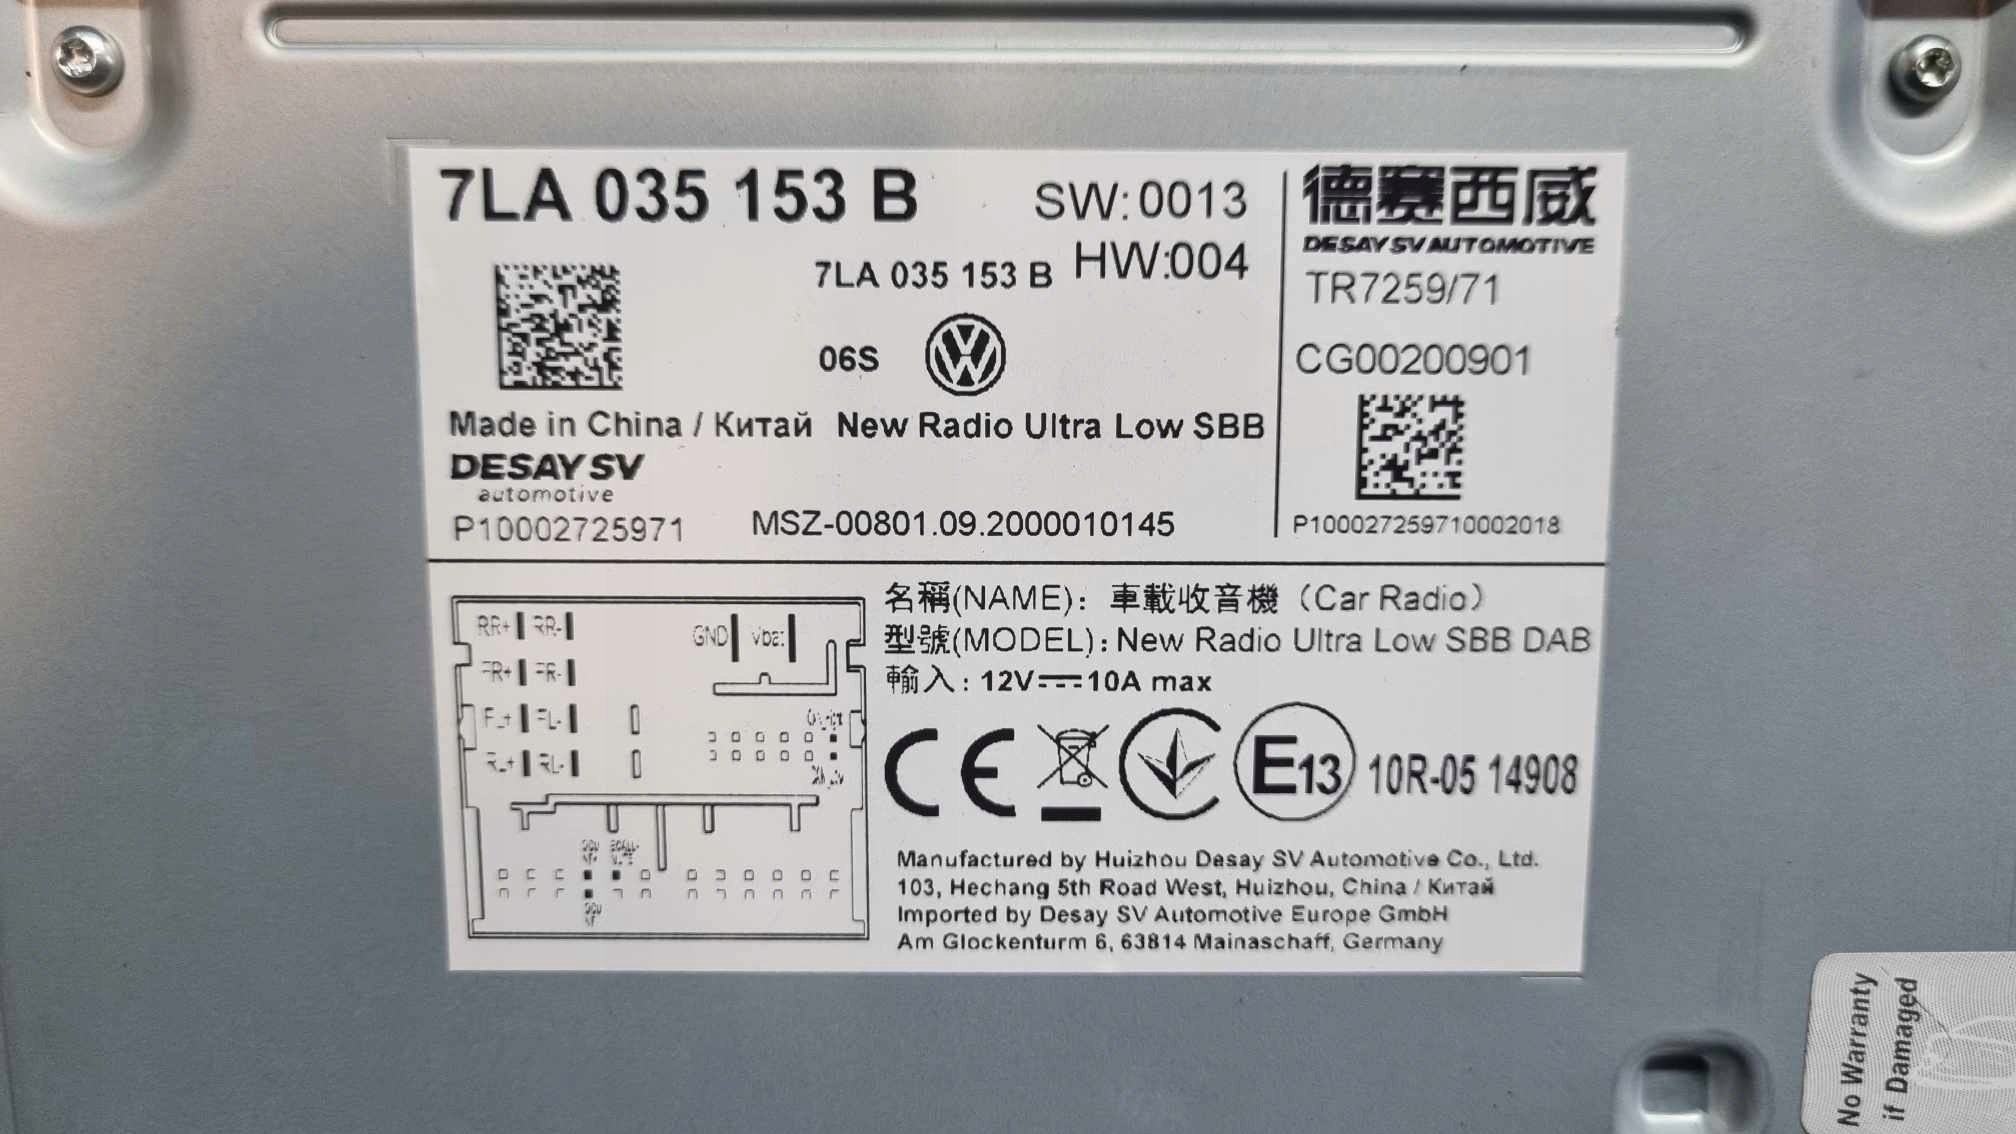 7LA 035 153 B
SW:0013
7LA 035 153 B
HW:004
06S
Made in China / Китай New Radio Ultra Low SBB
DESAY SV
automotive
P10002725971
MSZ-00801.09.2000010145
德赛西威
DESAY SV AUTOMOTIVE
TR7259/71
CG00200901
P100027259710002018
RR+ RR-
FR+ FR-
FL+ FL-
RL+ RL-
GND Vbat
名稱(NAME): 車載收音機 (Car Radio)
型號(MODEL): New Radio Ultra Low SBB DAB
輸入: 12V 10A max
CE
E13 10R-05 14908
Manufactured by Huizhou Desay SV Automotive Co., Ltd.
103, Hechang 5th Road West, Huizhou, China / Китай
Imported by Desay SV Automotive Europe GmbH
Am Glockenturm 6, 63814 Mainaschaff, Germany
No Warranty
if Damaged